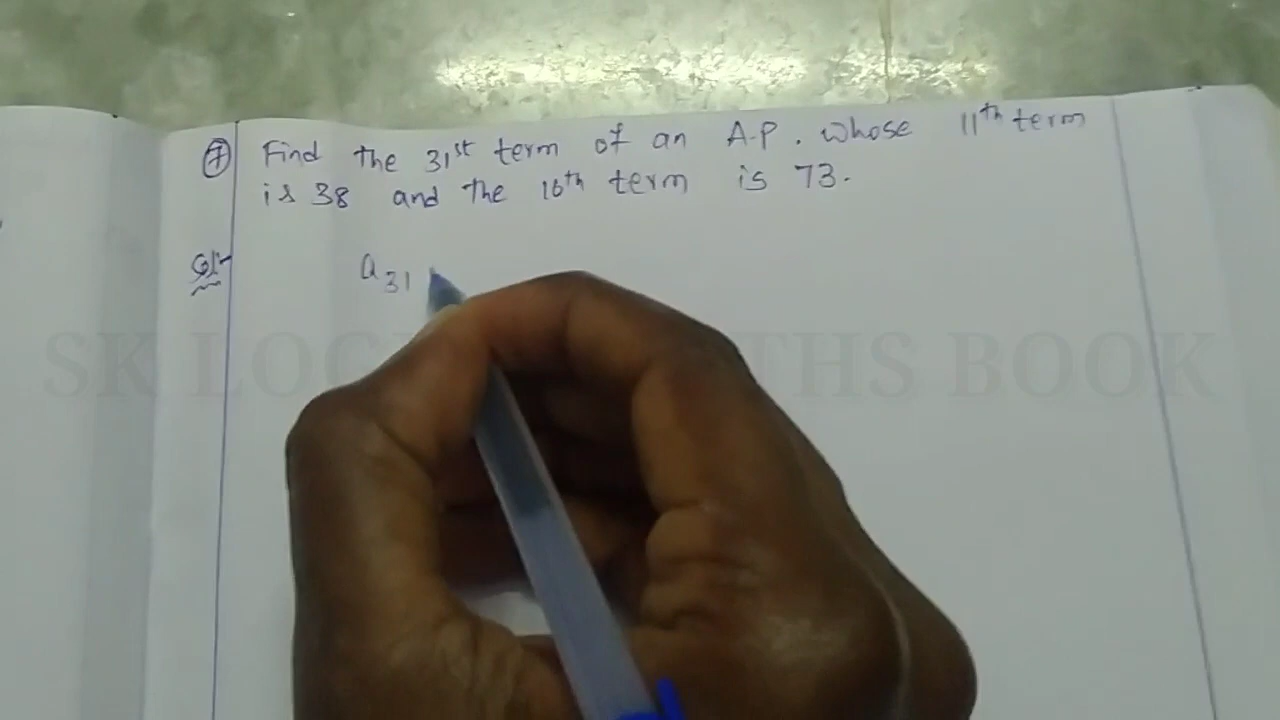 7 Find the 31st term of an A.P. whose 11th term
is 38 and the 16th term is 73.
Sol:-
a31